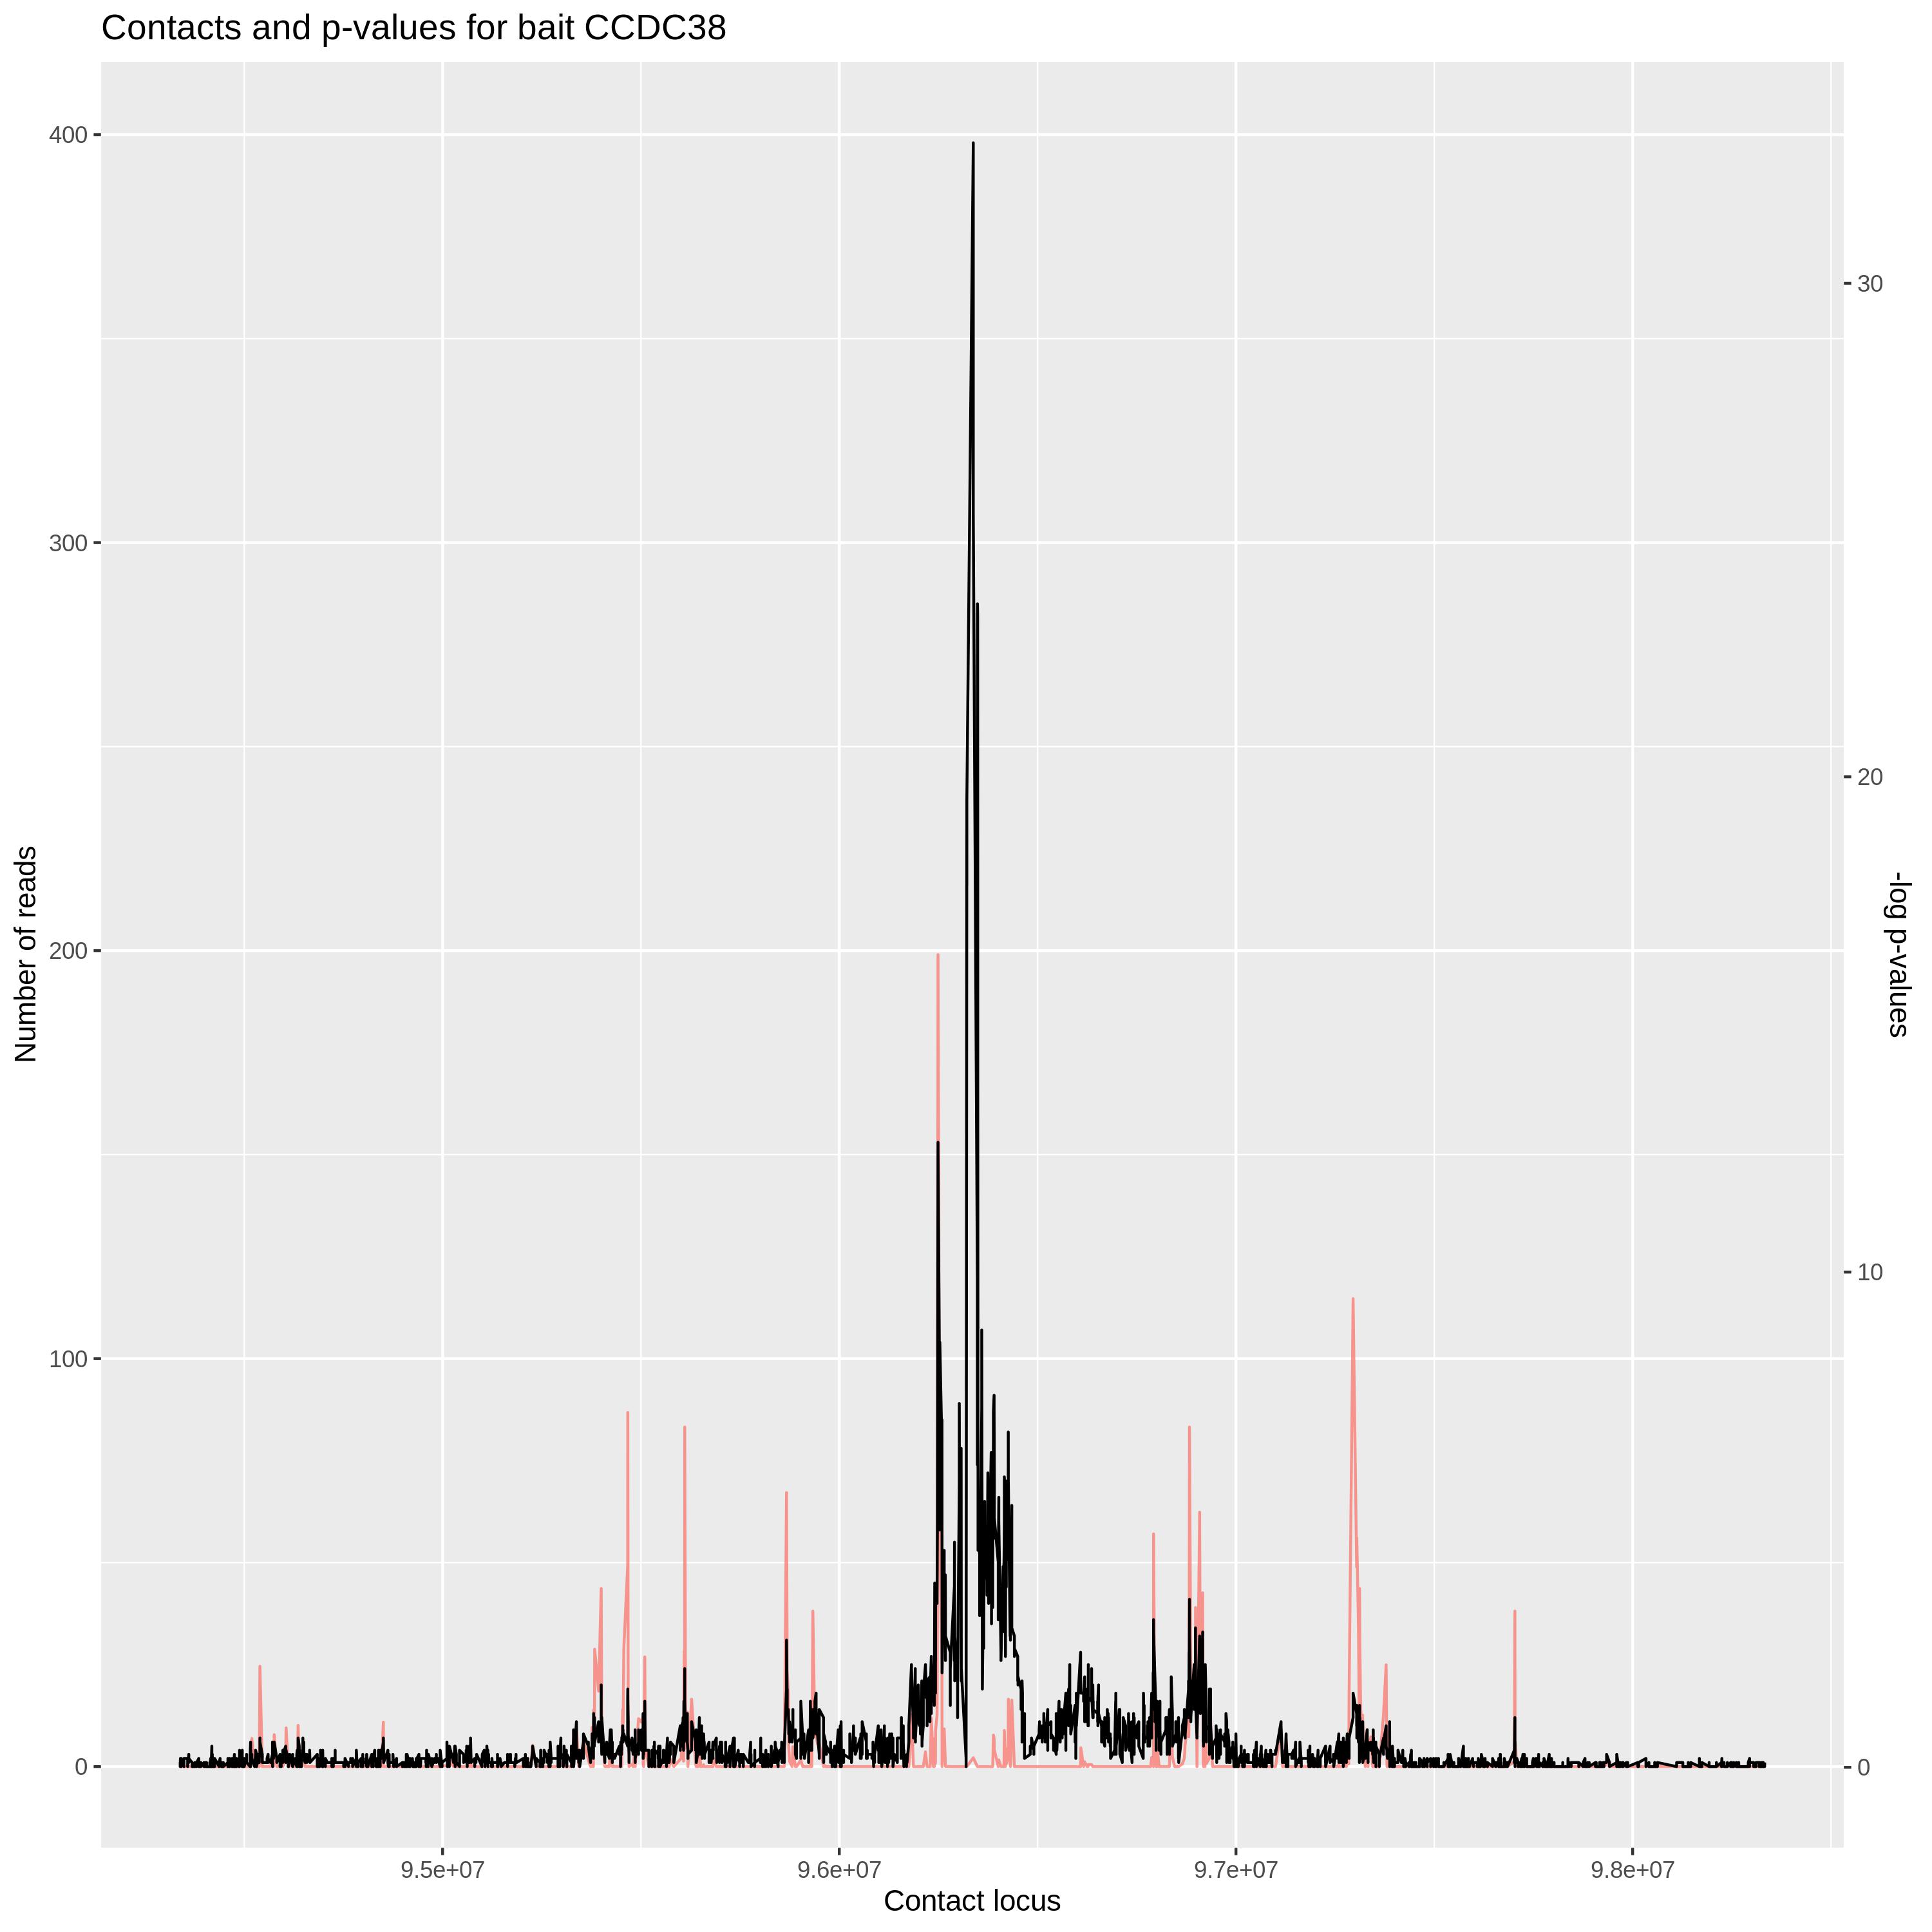 Contacts and p-values for bait CCDC38
400
300
200
100
0
30
20
10
0
Number of reads
-log p-values
9.5e+07
9.6e+07
9.7e+07
9.8e+07
Contact locus